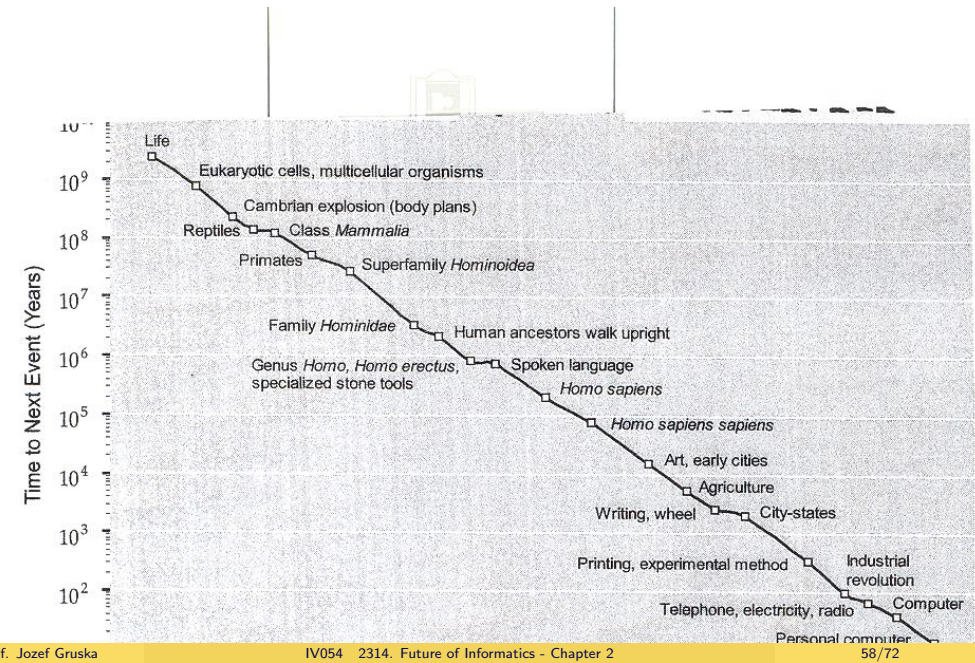 Life
10⁹
Eukaryotic cells, multicellular organisms
Cambrian explosion (body plans)
10⁸
Reptiles
Class Mammalia
Primates
Superfamily Hominoidea
10⁷
Family Hominidae
Human ancestors walk upright
10⁶
Genus Homo, Homo erectus,
specialized stone tools
Spoken language
Homo sapiens
10⁵
Homo sapiens sapiens
Art, early cities
10⁴
Agriculture
Writing, wheel
City-states
10³
Printing, experimental method
Industrial
revolution
10²
Telephone, electricity, radio
Computer
Personal computer
Time to Next Event (Years)
f. Jozef Gruska
IV054 2314. Future of Informatics - Chapter 2
58/72